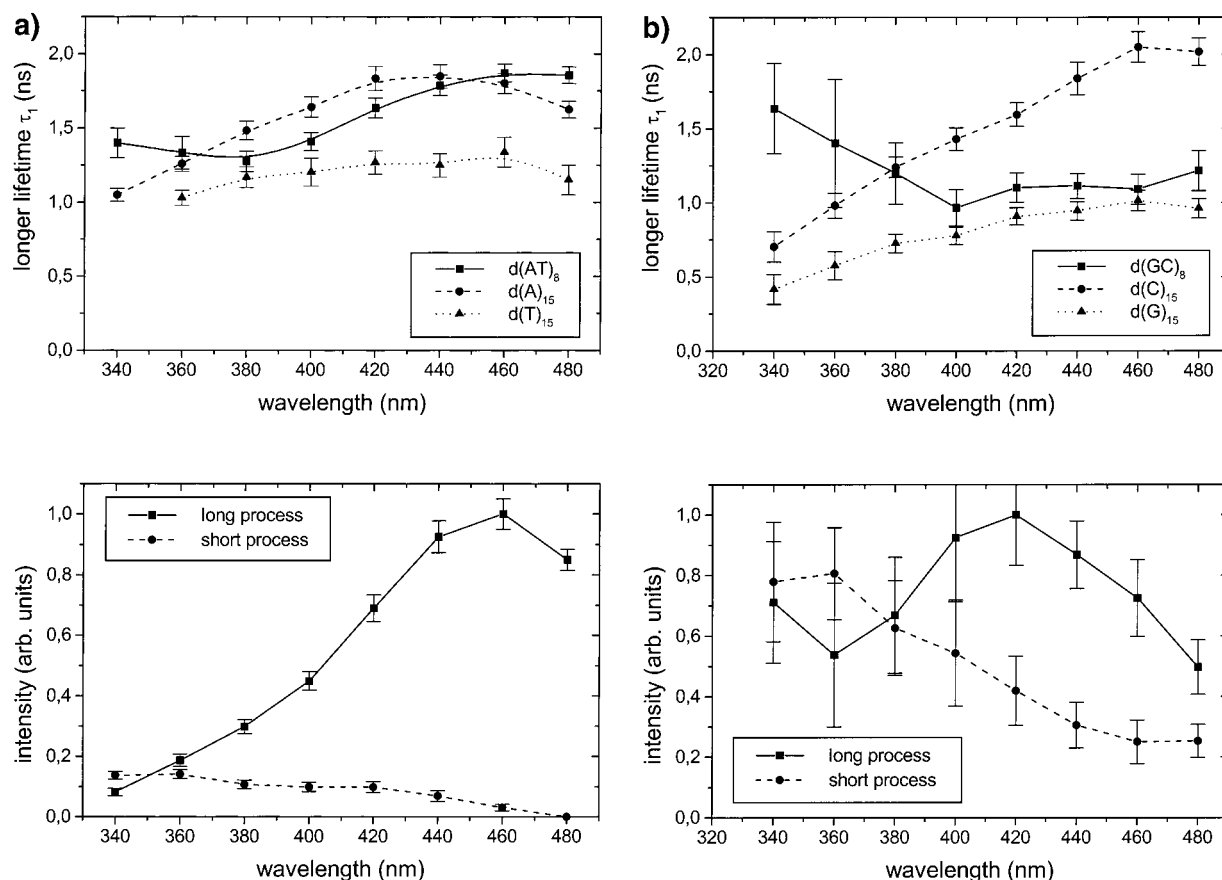 a)
longer lifetime τ₁ (ns)
2,0
1,5
1,0
0,5
0,0
d(AT)₈
d(A)₁₅
d(T)₁₅
340 360 380 400 420 440 460 480
wavelength (nm)
b)
longer lifetime τ₁ (ns)
2,0
1,5
1,0
0,5
0,0
d(GC)₈
d(C)₁₅
d(G)₁₅
320 340 360 380 400 420 440 460 480
wavelength (nm)
intensity (arb. units)
1,0
0,8
0,6
0,4
0,2
0,0
long process
short process
340 360 380 400 420 440 460 480
wavelength (nm)
intensity (arb. units)
1,0
0,8
0,6
0,4
0,2
0,0
long process
short process
320 340 360 380 400 420 440 460 480
wavelength (nm)